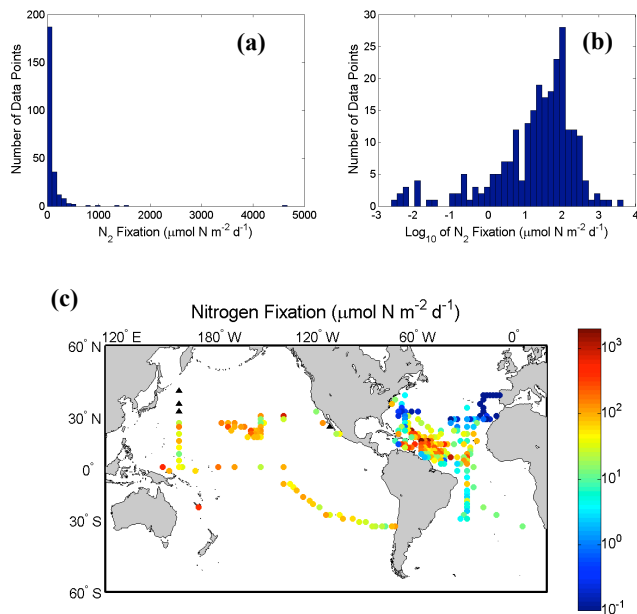 (a)
200
150
100
50
0
0 1000 2000 3000 4000 5000
Number of Data Points
N₂ Fixation (μmol N m⁻² d⁻¹)
(b)
30
25
20
15
10
5
0
-3 -2 -1 0 1 2 3 4
Number of Data Points
Log₁₀ of N₂ Fixation (μmol N m⁻² d⁻¹)
(c)
Nitrogen Fixation (μmol N m⁻² d⁻¹)
120° E 180° W 120° W 60° W 0°
60° N
30° N
0°
30° S
60° S
10³
10²
10¹
10⁰
10⁻¹